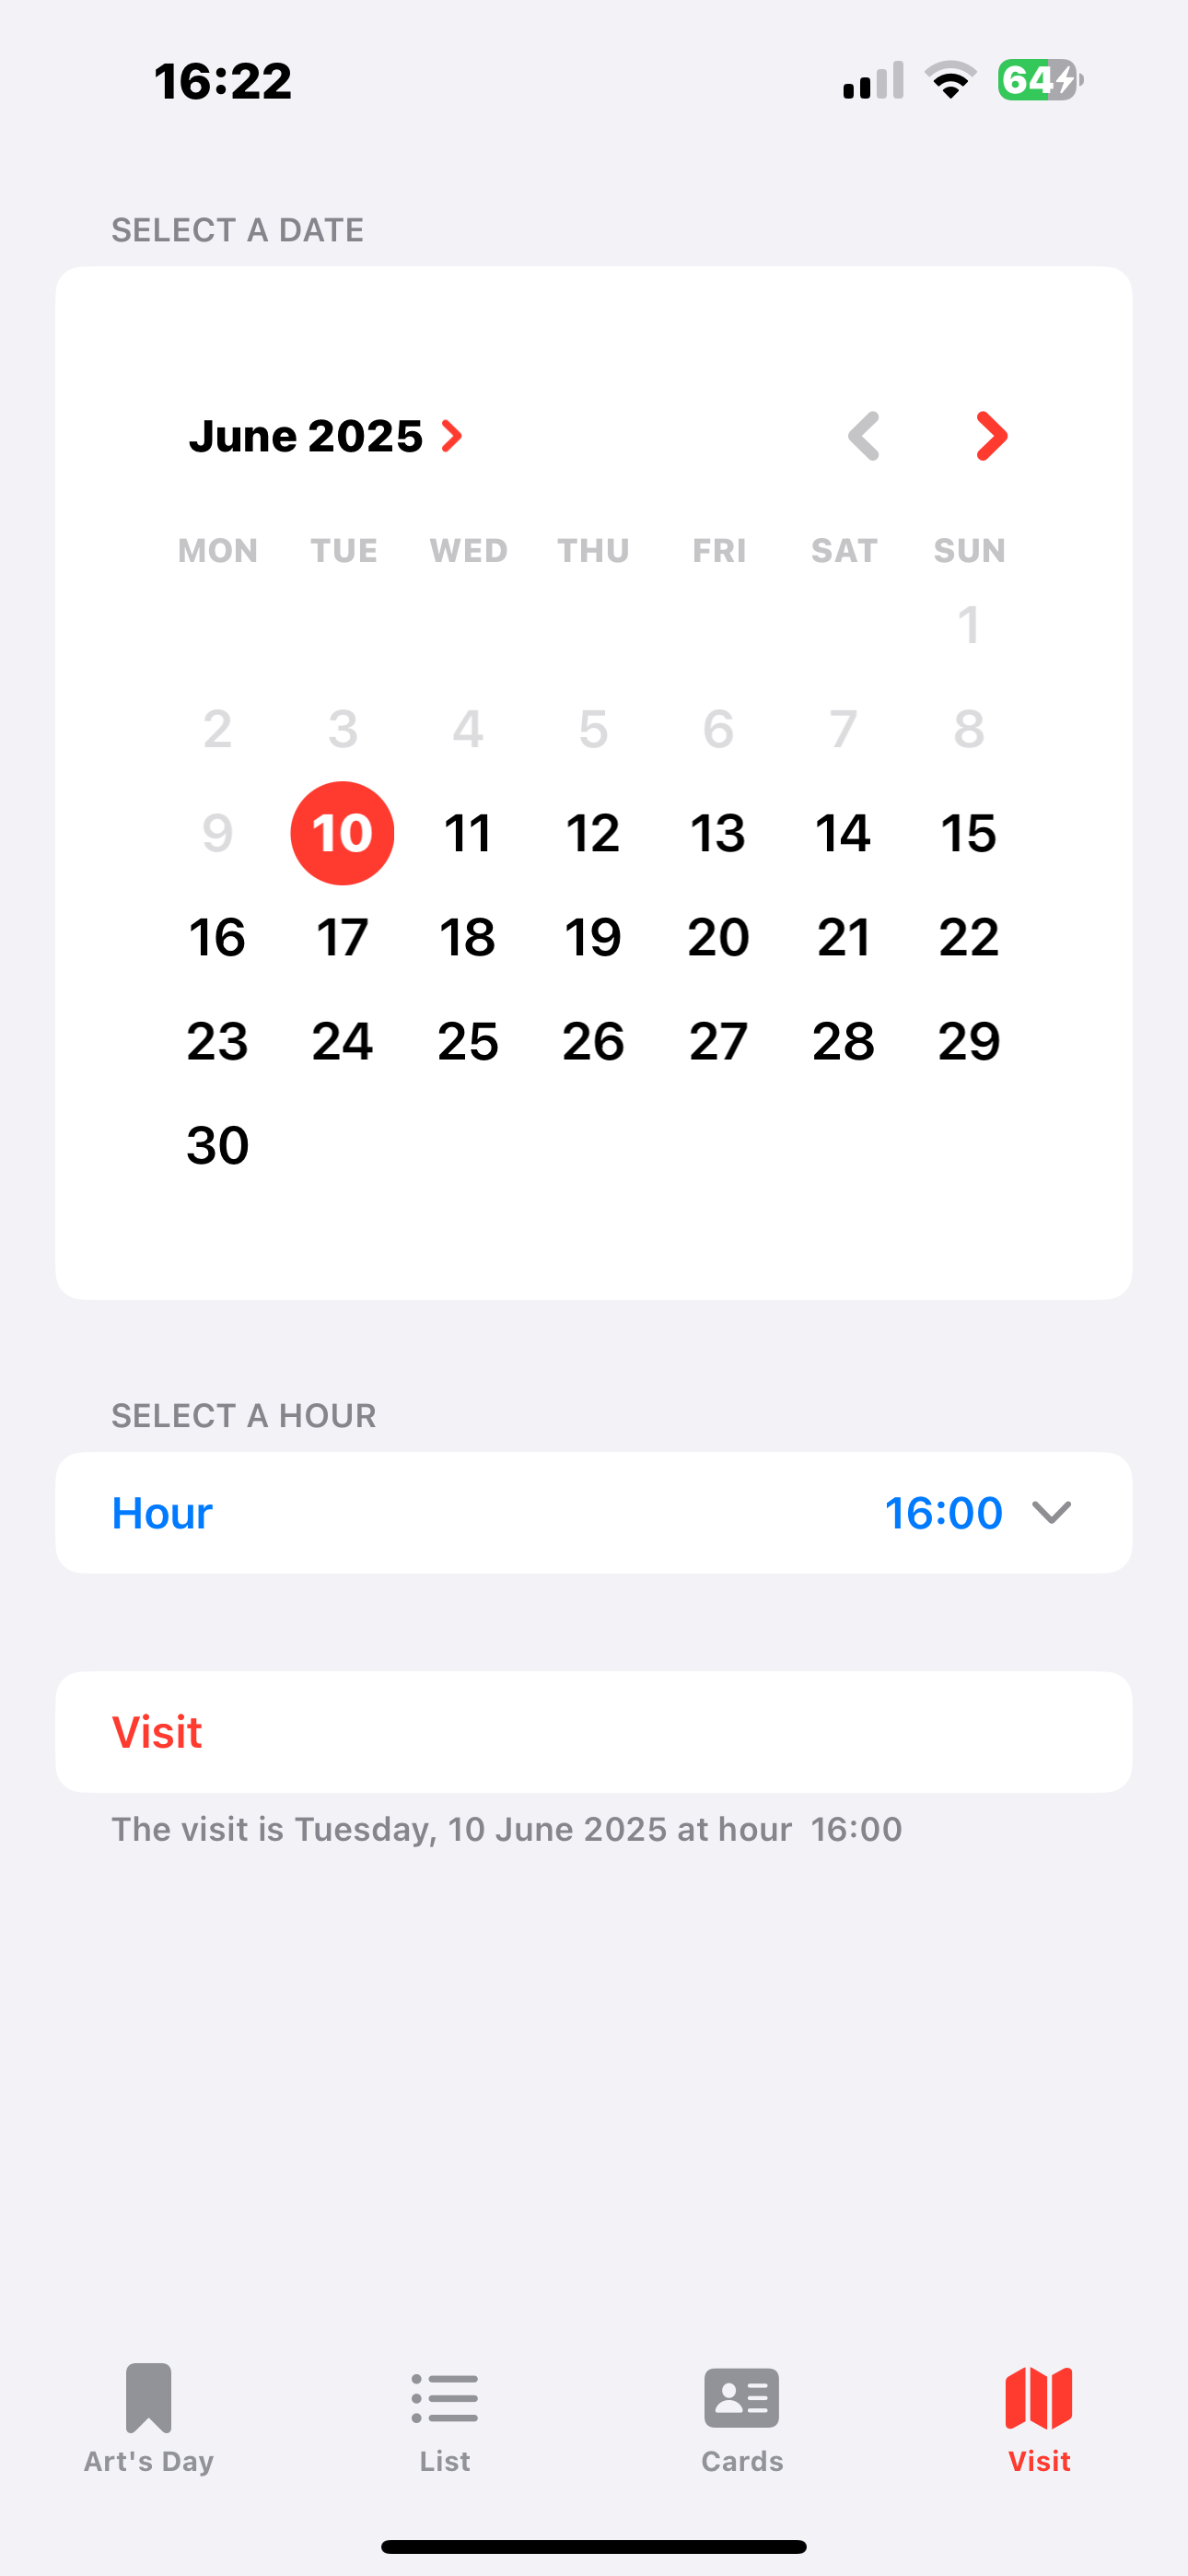 16:22
64
SELECT A DATE
June 2025
MON TUE WED THU FRI SAT SUN
1
2 3 4 5 6 7 8
9 10 11 12 13 14 15
16 17 18 19 20 21 22
23 24 25 26 27 28 29
30
SELECT A HOUR
Hour 16:00
Visit
The visit is Tuesday, 10 June 2025 at hour  16:00
Art's Day List Cards Visit